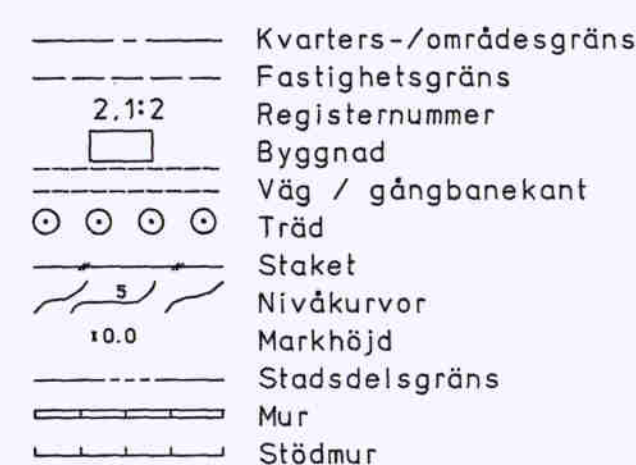 Kvarters-/områdesgräns
Fastighetsgräns
2,1:2 Registernummer
Byggnad
Väg / gångbanekant
Träd
Staket
5 Nivåkurvor
x0.0 Markhöjd
Stadsdelsgräns
Mur
Stödmur